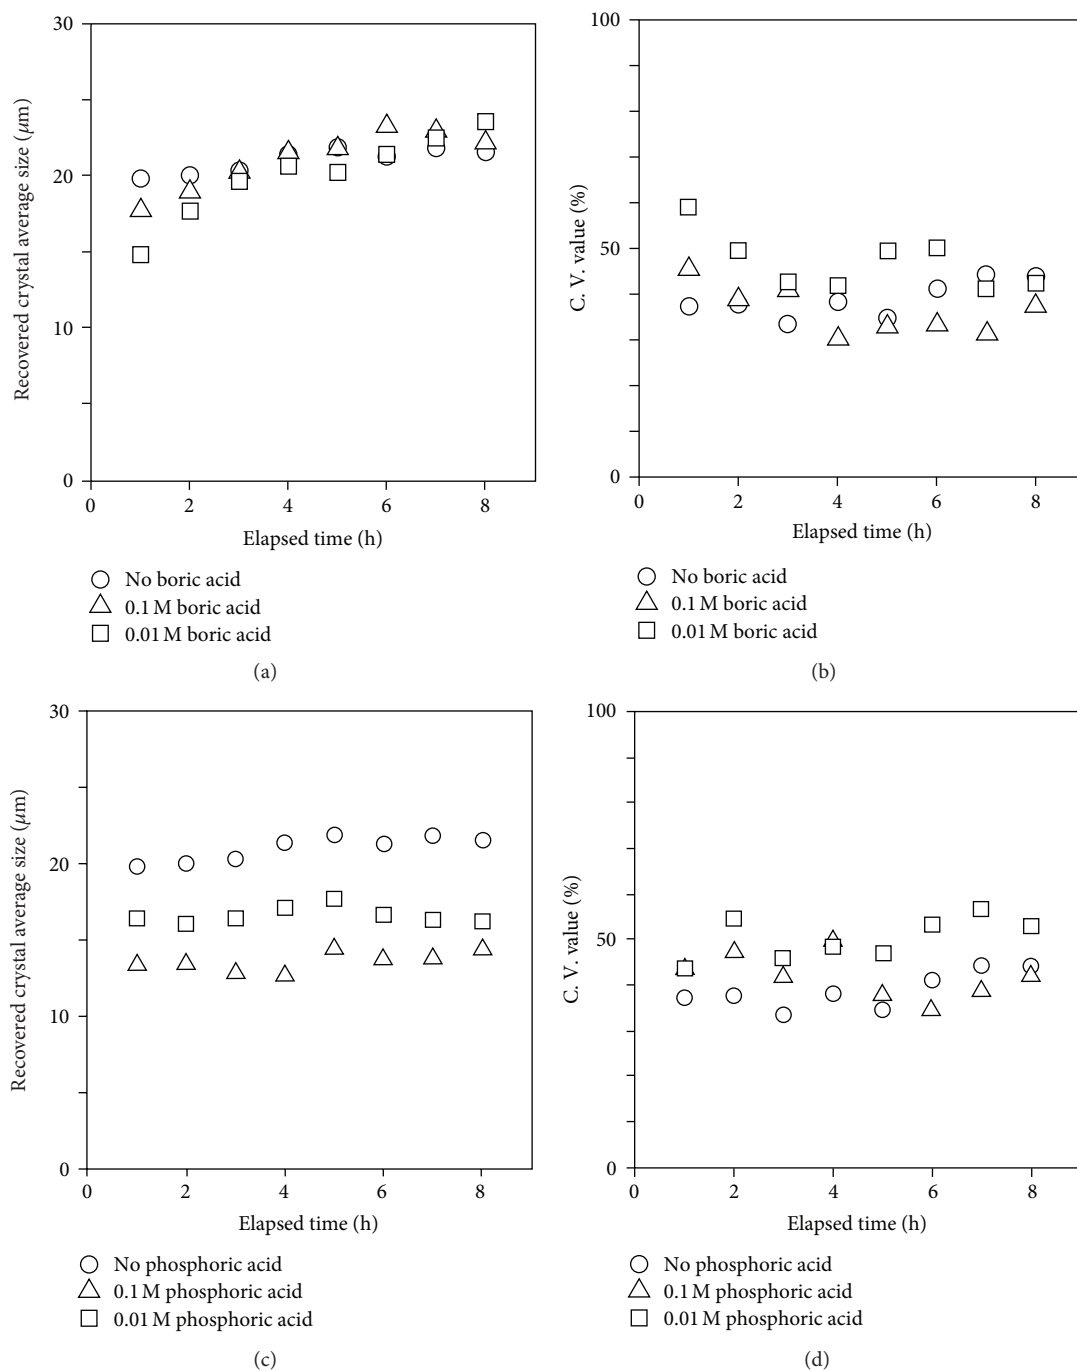 30
20
10
0
Recovered crystal average size (μm)
0
2
4
6
8
Elapsed time (h)
No boric acid
0.1 M boric acid
0.01 M boric acid
(a)
100
50
0
C. V. value (%)
0
2
4
6
8
Elapsed time (h)
No boric acid
0.1 M boric acid
0.01 M boric acid
(b)
30
20
10
0
Recovered crystal average size (μm)
0
2
4
6
8
Elapsed time (h)
No phosphoric acid
0.1 M phosphoric acid
0.01 M phosphoric acid
(c)
100
50
0
C. V. value (%)
0
2
4
6
8
Elapsed time (h)
No phosphoric acid
0.1 M phosphoric acid
0.01 M phosphoric acid
(d)